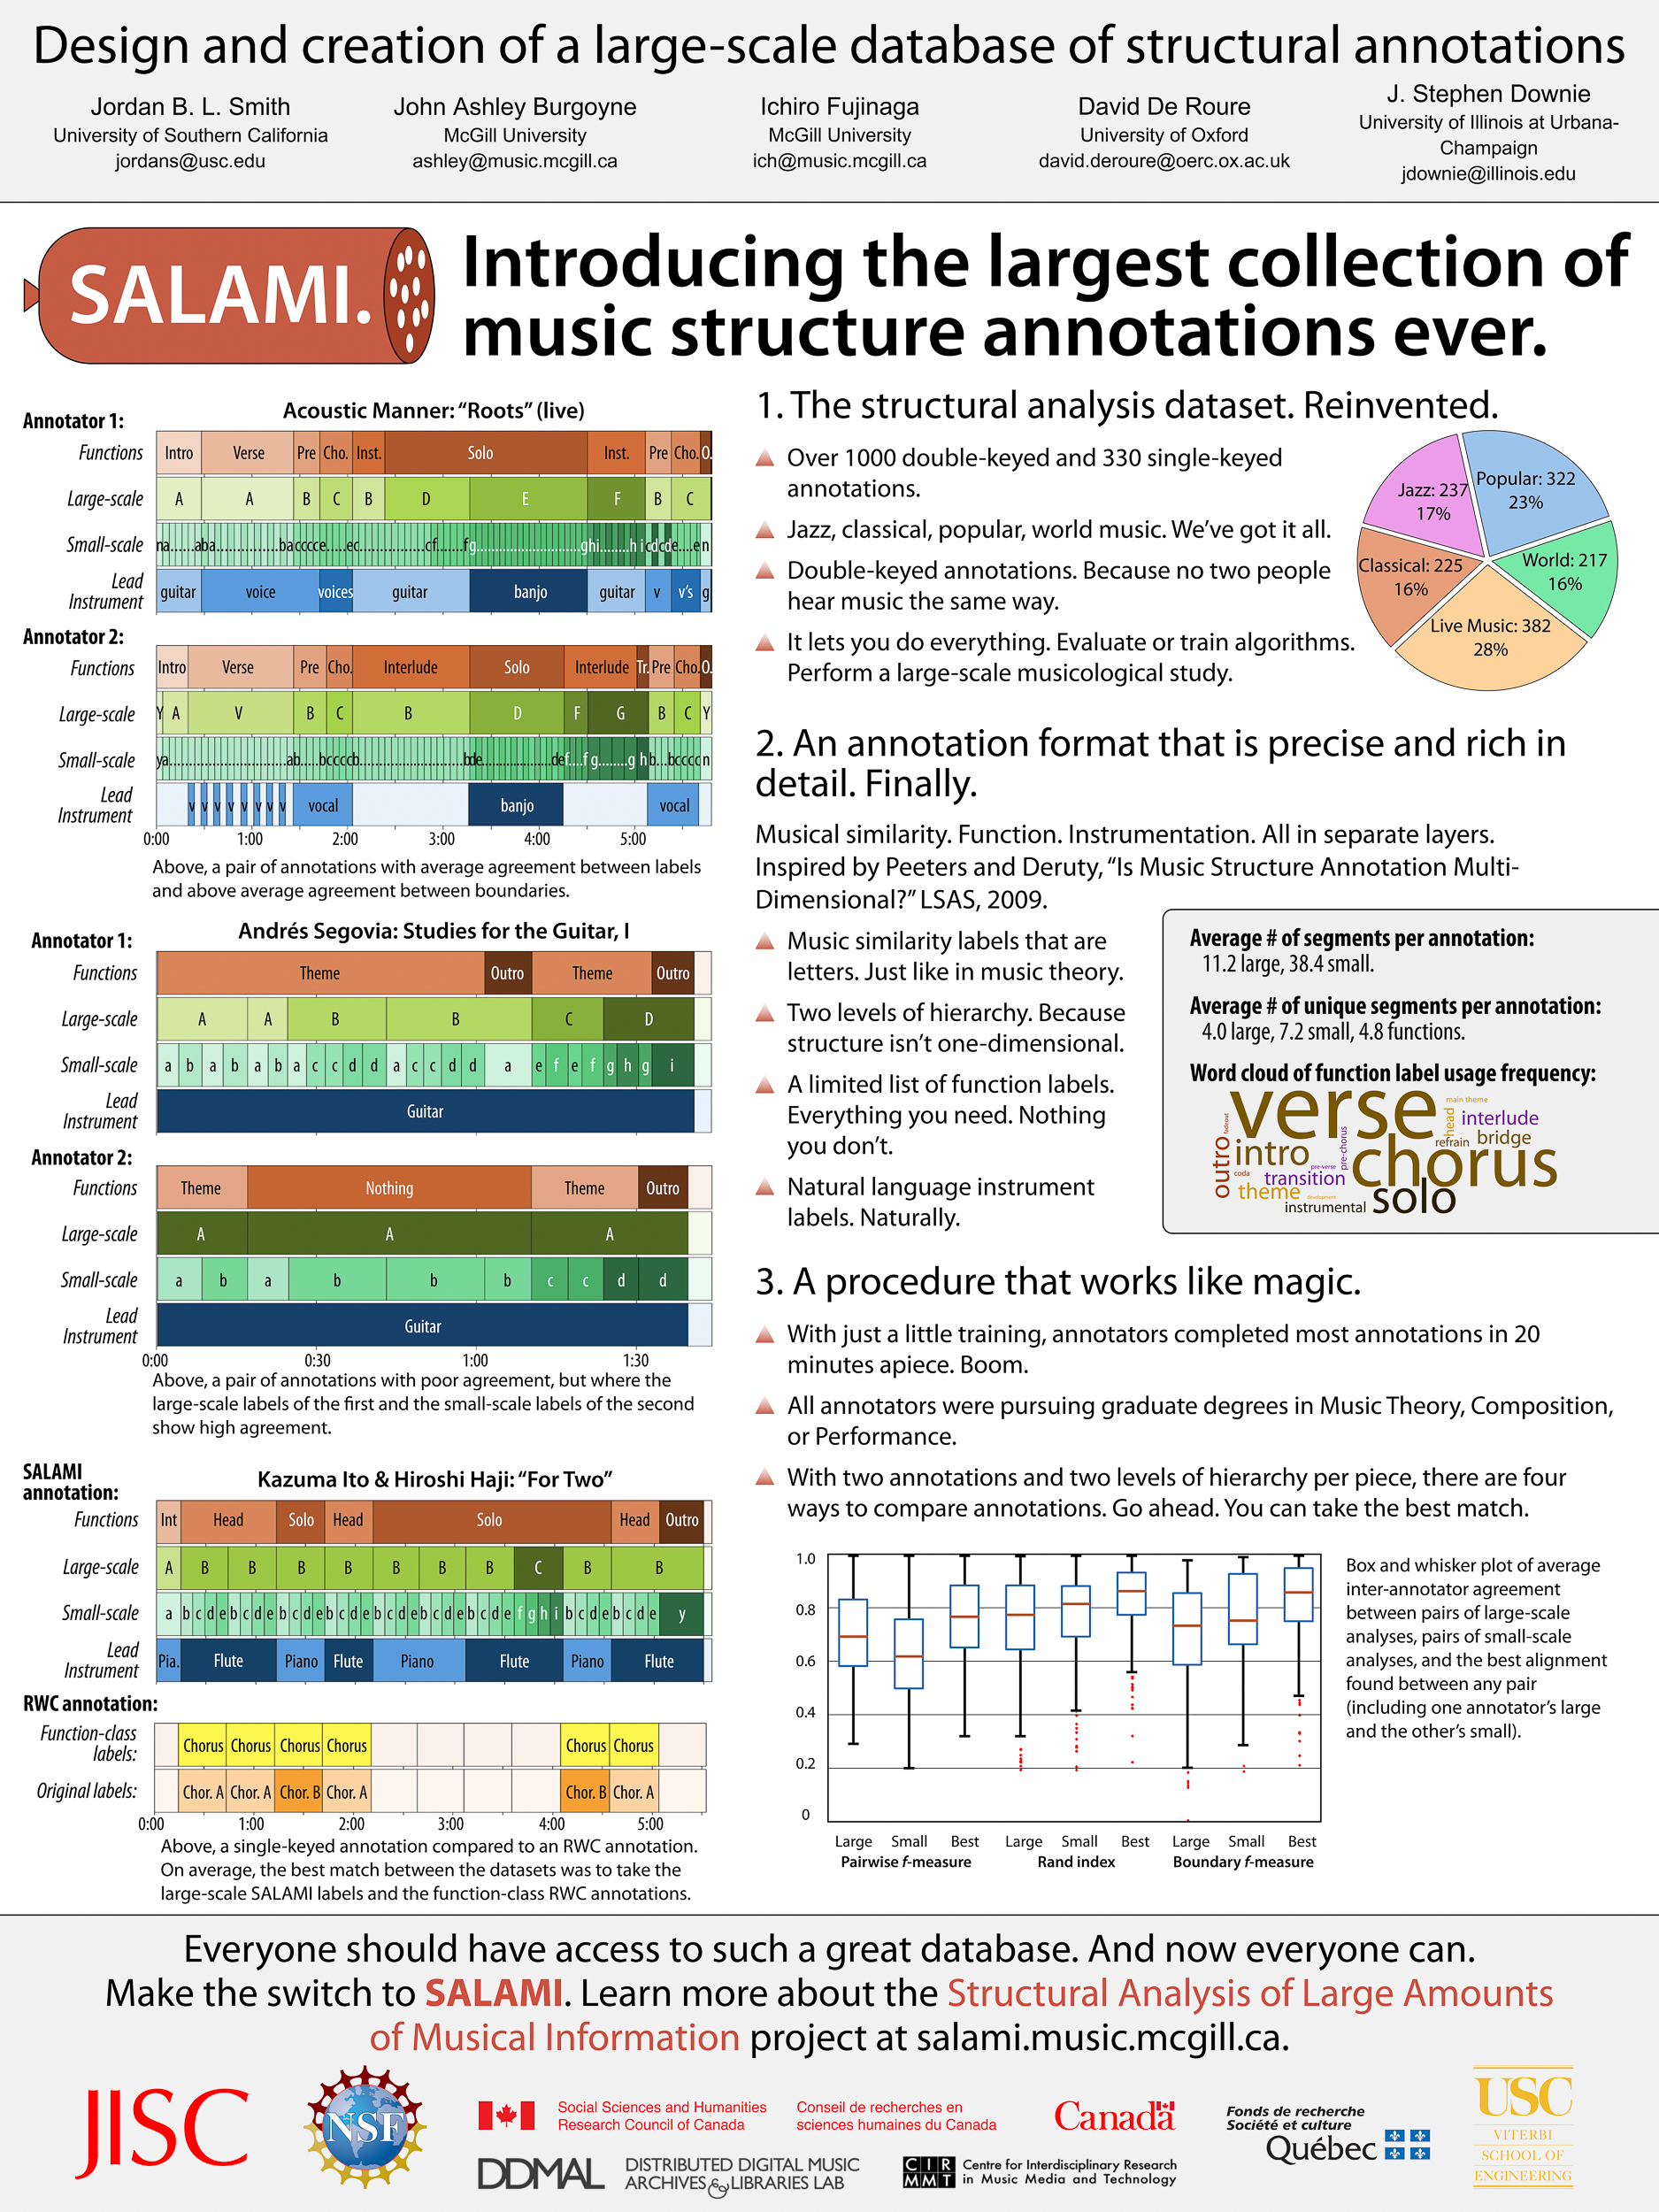 Design and creation of a large-scale database of structural annotations
Jordan B. L. Smith
University of Southern California
jordans@usc.edu
John Ashley Burgoyne
McGill University
ashley@music.mcgill.ca
Ichiro Fujinaga
McGill University
ich@music.mcgill.ca
David De Roure
University of Oxford
david.deroure@oerc.ox.ac.uk
J. Stephen Downie
University of Illinois at Urbana-
Champaign
jdownie@illinois.edu
SALAMI.
Introducing the largest collection of
music structure annotations ever.
Annotator 1:
Acoustic Manner: “Roots” (live)
Functions Intro Verse Pre Cho. Inst. Solo Inst. Pre Cho. O.
Large-scale A A B C B D E F B C
Small-scale
Lead
Instrument
guitar voice voices guitar banjo guitar v v's g
Annotator 2:
Functions Intro Verse Pre Cho. Interlude Solo Interlude Tr. Pre Cho. O.
Large-scale Y A V B C B D F G B C Y
Small-scale
Lead
Instrument
v v v v v v v v vocal banjo vocal
0:00 1:00 2:00 3:00 4:00 5:00
Above, a pair of annotations with average agreement between labels
and above average agreement between boundaries.
Andrés Segovia: Studies for the Guitar, I
Annotator 1:
Functions Theme Outro Theme Outro
Large-scale A A B B C D
Small-scale a b a b a b a c c d d a c c d d a e f e f g h g i
Lead
Instrument
Guitar
Annotator 2:
Functions Theme Nothing Theme Outro
Large-scale A A A
Small-scale a b a b b b c c d d
Lead
Instrument
Guitar
0:00 0:30 1:00 1:30
Above, a pair of annotations with poor agreement, but where the
large-scale labels of the first and the small-scale labels of the second
show high agreement.
SALAMI
annotation:
Kazuma Ito & Hiroshi Haji: “For Two”
Functions Int Head Solo Head Solo Head Outro
Large-scale A B B B B B B B C B B
Small-scale a b c d e b c d e b c d e b c d e b c d e b c d e b c d e f g h i b c d e b c d e y
Lead
Instrument
Pia. Flute Piano Flute Piano Flute Piano Flute
RWC annotation:
Function-class
labels:
Chorus Chorus Chorus Chorus Chorus Chorus
Original labels: Chor. A Chor. A Chor. B Chor. A Chor. B Chor. A
0:00 1:00 2:00 3:00 4:00 5:00
Above, a single-keyed annotation compared to an RWC annotation.
On average, the best match between the datasets was to take the
large-scale SALAMI labels and the function-class RWC annotations.
1. The structural analysis dataset. Reinvented.
Over 1000 double-keyed and 330 single-keyed
annotations.
Jazz, classical, popular, world music. We’ve got it all.
Double-keyed annotations. Because no two people
hear music the same way.
It lets you do everything. Evaluate or train algorithms.
Perform a large-scale musicological study.
Jazz: 237
17%
Popular: 322
23%
Classical: 225
16%
World: 217
16%
Live Music: 382
28%
2. An annotation format that is precise and rich in
detail. Finally.
Musical similarity. Function. Instrumentation. All in separate layers.
Inspired by Peeters and Deruty, “Is Music Structure Annotation Multi-
Dimensional?” LSAS, 2009.
Music similarity labels that are
letters. Just like in music theory.
Two levels of hierarchy. Because
structure isn’t one-dimensional.
A limited list of function labels.
Everything you need. Nothing
you don’t.
Natural language instrument
labels. Naturally.
Average # of segments per annotation:
11.2 large, 38.4 small.
Average # of unique segments per annotation:
4.0 large, 7.2 small, 4.8 functions.
Word cloud of function label usage frequency:
verse
main theme
head
interlude
fadeout
outro
intro
pre-chorus
refrain
bridge
chorus
coda
pre-verse
transition
theme
development
instrumental
solo
3. A procedure that works like magic.
With just a little training, annotators completed most annotations in 20
minutes apiece. Boom.
All annotators were pursuing graduate degrees in Music Theory, Composition,
or Performance.
With two annotations and two levels of hierarchy per piece, there are four
ways to compare annotations. Go ahead. You can take the best match.
1.0
0.8
0.6
0.4
0.2
0
Large Small Best Large Small Best Large Small Best
Pairwise f-measure Rand index Boundary f-measure
Box and whisker plot of average
inter-annotator agreement
between pairs of large-scale
analyses, pairs of small-scale
analyses, and the best alignment
found between any pair
(including one annotator’s large
and the other’s small).
Everyone should have access to such a great database. And now everyone can.
Make the switch to SALAMI. Learn more about the Structural Analysis of Large Amounts
of Musical Information project at salami.music.mcgill.ca.
JISC
NSF
Social Sciences and Humanities
Research Council of Canada
Conseil de recherches en
sciences humaines du Canada
Canada
Fonds de recherche
Société et culture
Québec
USC
VITERBI
SCHOOL OF
ENGINEERING
DDMAL
DISTRIBUTED DIGITAL MUSIC
ARCHIVES & LIBRARIES LAB
CIR
MMT
Centre for Interdisciplinary Research
in Music Media and Technology